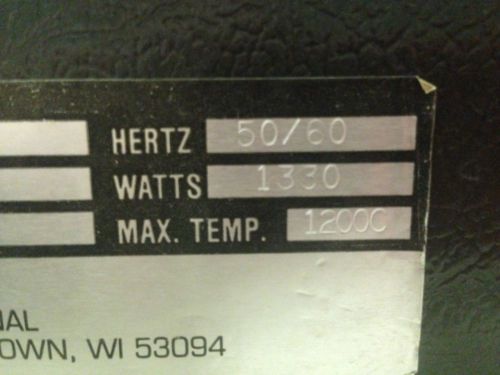 HERTZ 50/60
WATTS 1330
MAX. TEMP. 1200C
NAL
OWN, WI 53094